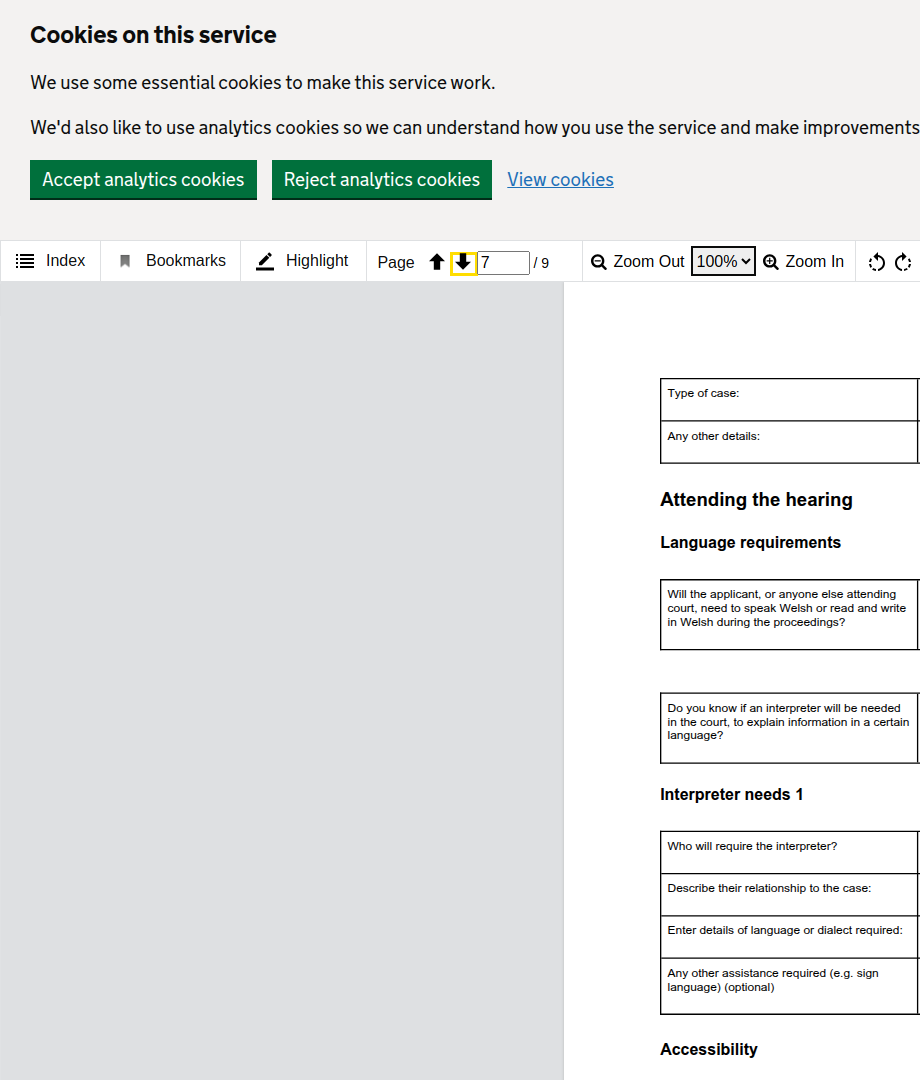 Cookies on this service
We use some essential cookies to make this service work.
We'd also like to use analytics cookies so we can understand how you use the service and make improvements
Accept analytics cookies Reject analytics cookies View cookies
Index Bookmarks Highlight Page 7 / 9 Zoom Out 100% Zoom In
Type of case:
Any other details:
Attending the hearing
Language requirements
Will the applicant, or anyone else attending
court, need to speak Welsh or read and write
in Welsh during the proceedings?
Do you know if an interpreter will be needed
in the court, to explain information in a certain
language?
Interpreter needs 1
Who will require the interpreter?
Describe their relationship to the case:
Enter details of language or dialect required:
Any other assistance required (e.g. sign
language) (optional)
Accessibility